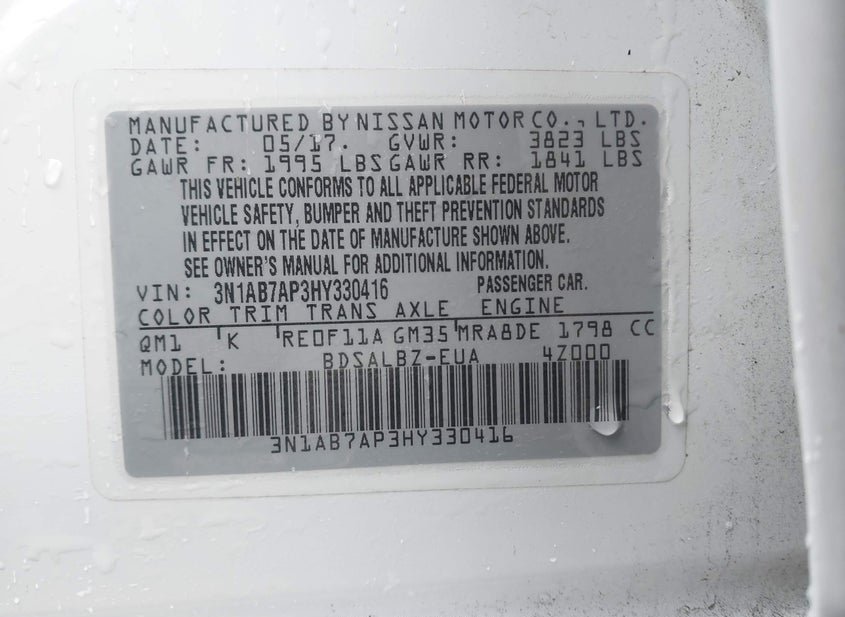 MANUFACTURED BY NISSAN MOTOR CO., LTD.
DATE: 05/17. GVWR: 3823 LBS
GAWR FR: 1995 LBS GAWR RR: 1841 LBS
THIS VEHICLE CONFORMS TO ALL APPLICABLE FEDERAL MOTOR
VEHICLE SAFETY, BUMPER AND THEFT PREVENTION STANDARDS
IN EFFECT ON THE DATE OF MANUFACTURE SHOWN ABOVE.
SEE OWNER'S MANUAL FOR ADDITIONAL INFORMATION.
VIN: 3N1AB7AP3HY330416 PASSENGER CAR.
COLOR TRIM TRANS AXLE ENGINE
QM1 K RE0F11A GM35 MRA8DE 1798 CC
MODEL: BDSALBZ-EUA 4Z000
3N1AB7AP3HY330416